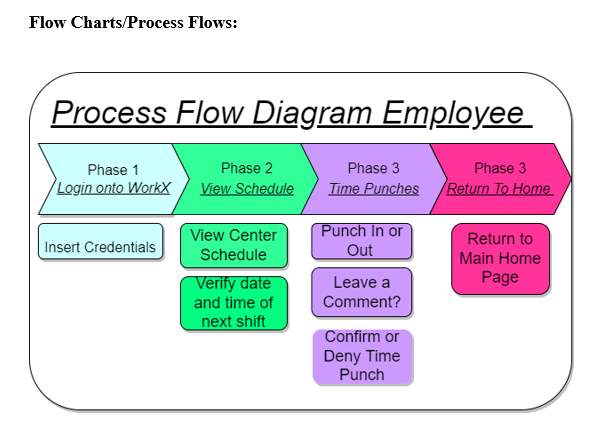 Flow Charts/Process Flows:
Process Flow Diagram Employee
Phase 1
Login onto WorkX
Phase 2
View Schedule
Phase 3
Time Punches
Phase 3
Return To Home
Insert Credentials
View Center
Schedule
Verify date
and time of
next shift
Punch In or
Out
Leave a
Comment?
Confirm or
Deny Time
Punch
Return to
Main Home
Page